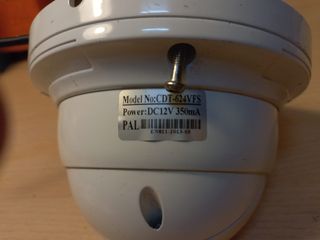 Model No:CDT-624VFS
Power:DC12V 350mA
PAL